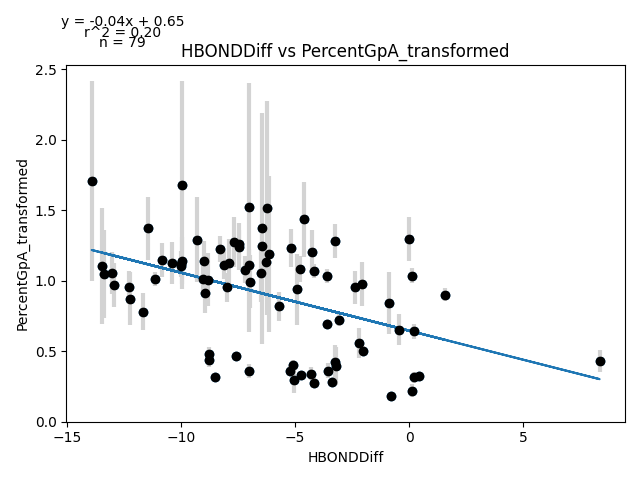 y = -0.04x + 0.65
r^2 = 0.20
n = 79
HBONDDiff vs PercentGpA_transformed
PercentGpA_transformed
2.5
2.0
1.5
1.0
0.5
0.0
−15
−10
−5
0
5
HBONDDiff